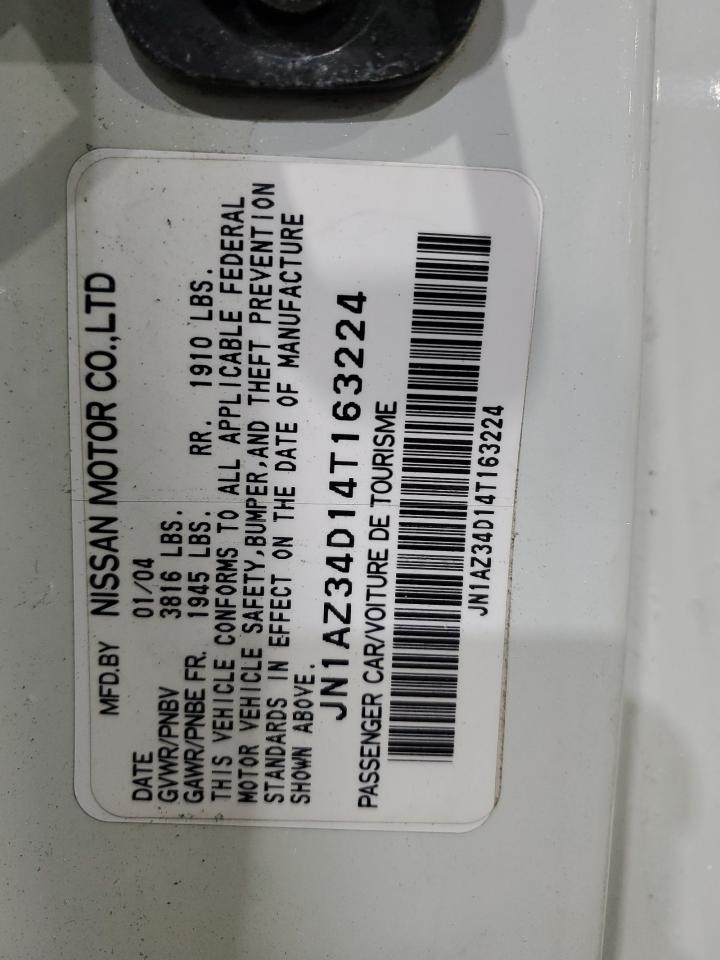 MFD.BY NISSAN MOTOR CO.,LTD
DATE 01/04
GVWR/PNBV 3816 LBS.
GAWR/PNBE FR. 1945 LBS. RR. 1910 LBS.
THIS VEHICLE CONFORMS TO ALL APPLICABLE FEDERAL
MOTOR VEHICLE SAFETY,BUMPER,AND THEFT PREVENTION
STANDARDS IN EFFECT ON THE DATE OF MANUFACTURE
SHOWN ABOVE.
JN1AZ34D14T163224
PASSENGER CAR/VOITURE DE TOURISME
JN1AZ34D14T163224